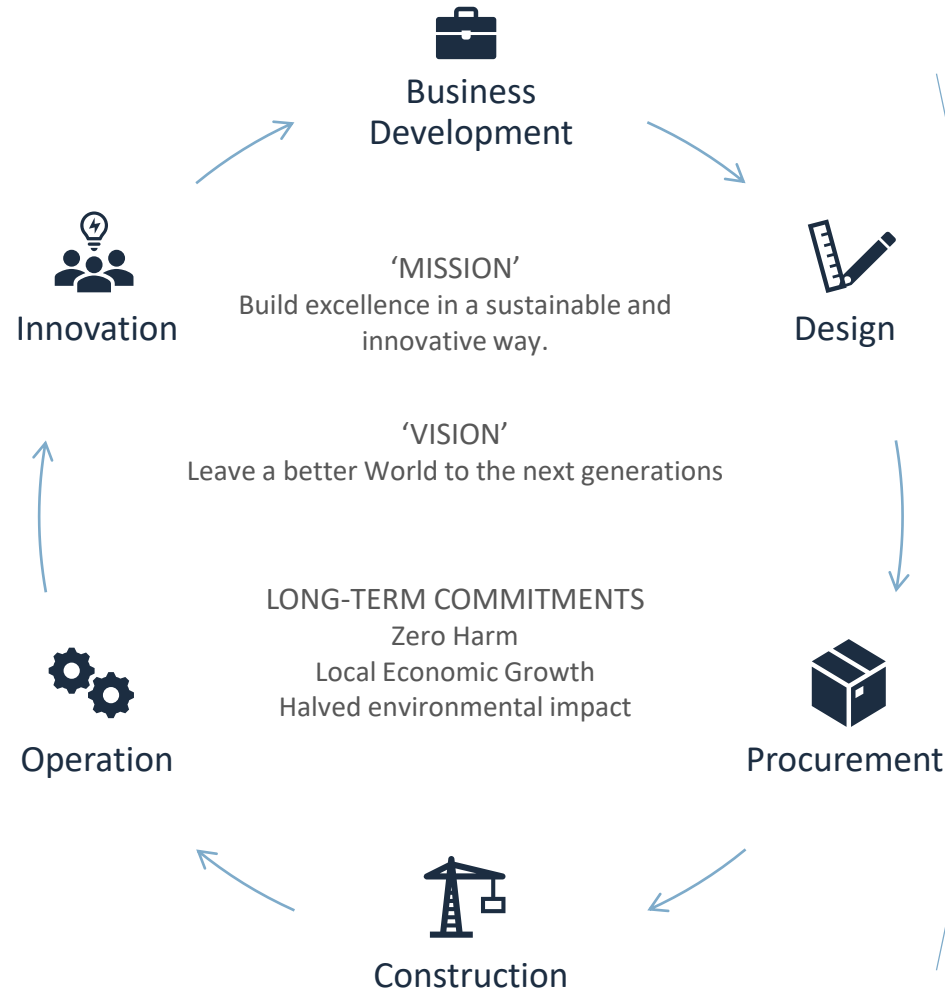 Business
Development
Innovation
‘MISSION’
Build excellence in a sustainable and
innovative way.
Design
‘VISION’
Leave a better World to the next generations
LONG-TERM COMMITMENTS
Zero Harm
Local Economic Growth
Halved environmental impact
Operation
Procurement
Construction